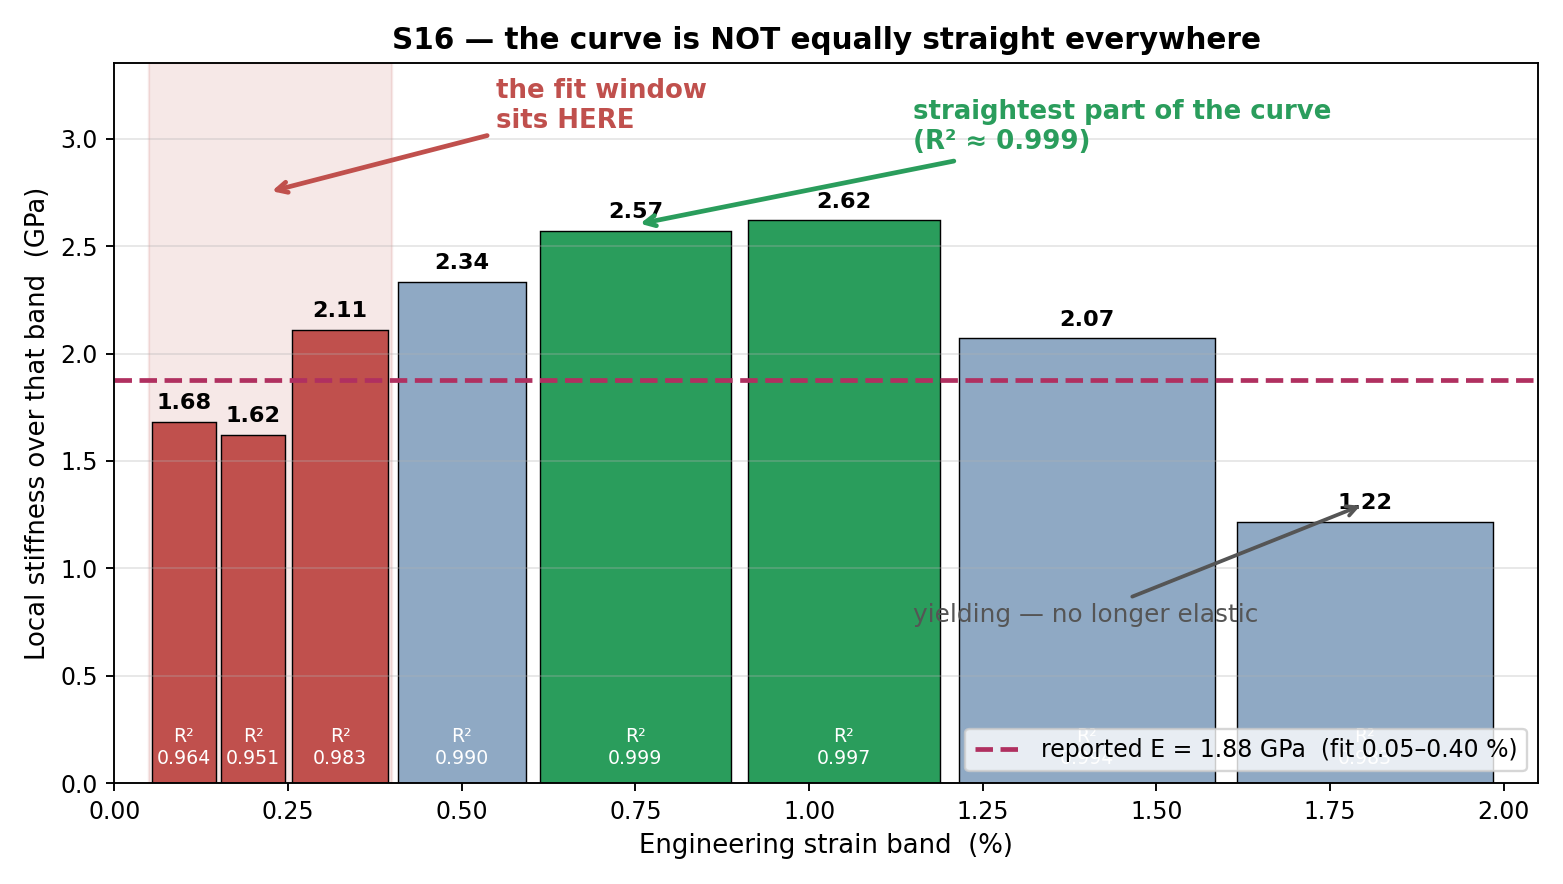 S16 — the curve is NOT equally straight everywhere
the fit window
sits HERE
straightest part of the curve
(R² ≈ 0.999)
Local stiffness over that band (GPa)
3.0
2.5
2.0
1.5
1.0
0.5
0.0
1.68
1.62
2.11
2.34
2.57
2.62
2.07
1.22
yielding — no longer elastic
R²
0.964
R²
0.951
R²
0.983
R²
0.990
R²
0.999
R²
0.997
reported E = 1.88 GPa (fit 0.05–0.40 %)
0.00
0.25
0.50
0.75
1.00
1.25
1.50
1.75
2.00
Engineering strain band (%)